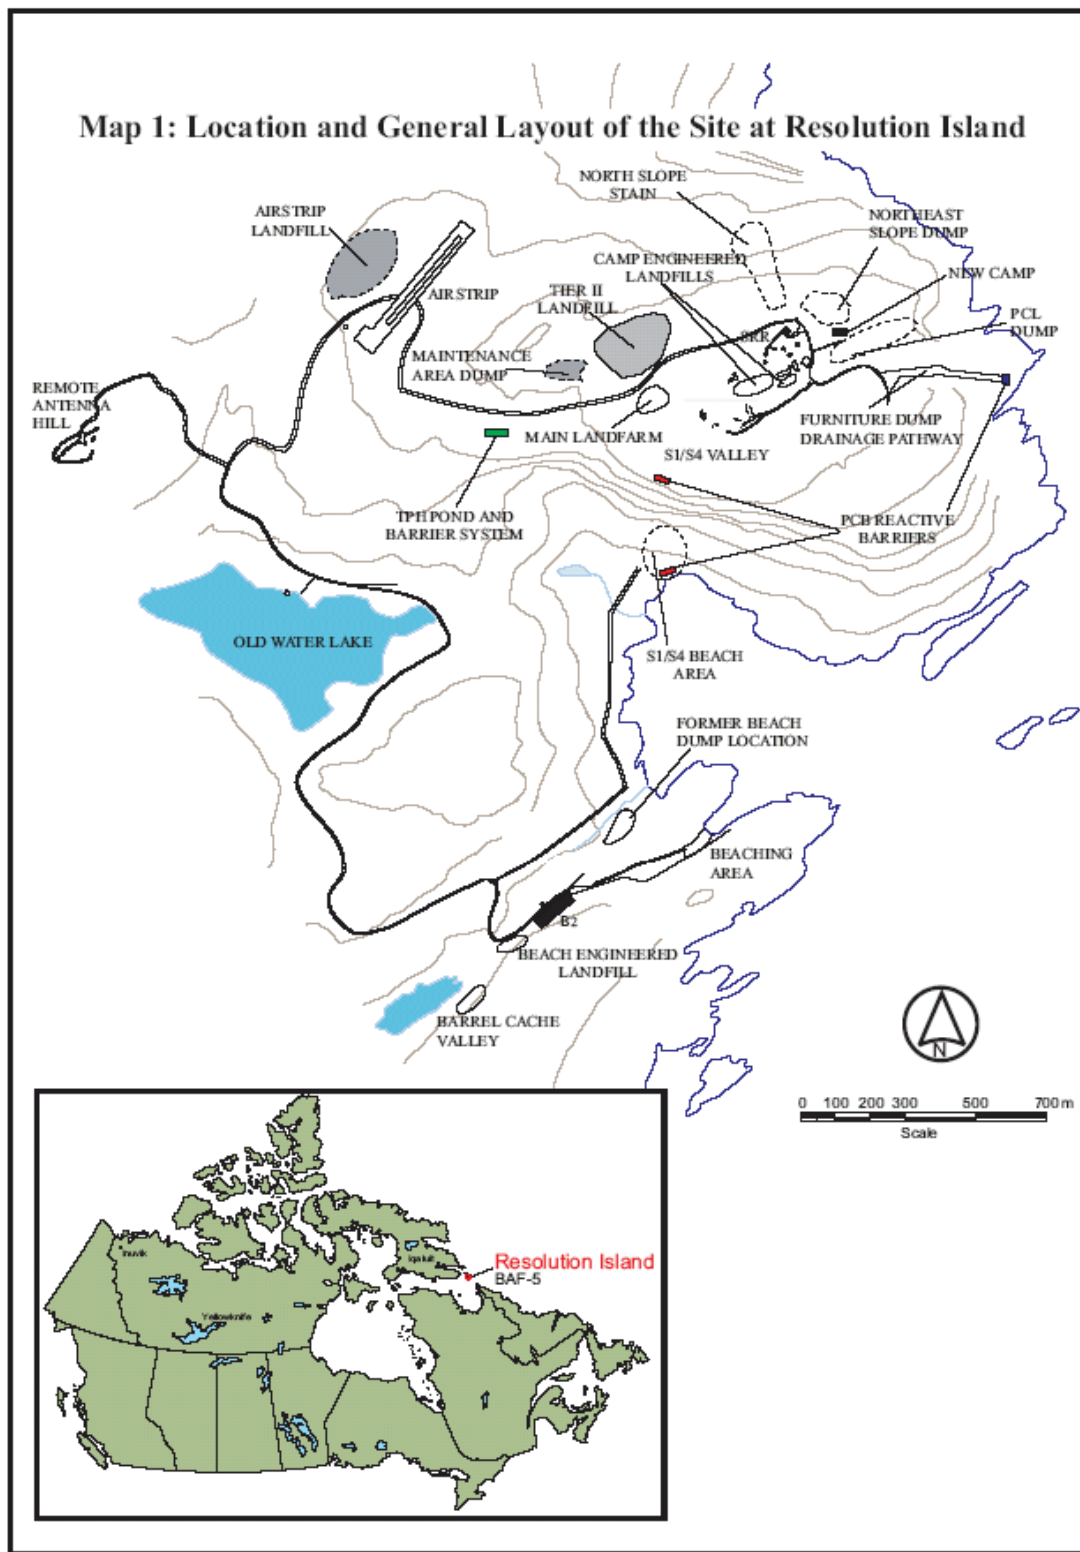 Map 1: Location and General Layout of the Site at Resolution Island
NORTH SLOPE
STAIN
AIRSTRIP
LANDFILL
NORTHEAST
SLOPE DUMP
CAMP ENGINEERED
LANDFILLS
NEW CAMP
TIER II
LANDFILL
AIRSTRIP
PCL
DUMP
SRR
MAINTENANCE
AREA DUMP
REMOTE
ANTENNA
HILL
FURNITURE DUMP
DRAINAGE PATHWAY
MAIN LANDFARM
S1/S4 VALLEY
TPH POND AND
BARRIER SYSTEM
PCB REACTIVE
BARRIERS
OLD WATER LAKE
S1/S4 BEACH
AREA
FORMER BEACH
DUMP LOCATION
BEACHING
AREA
B2
BEACH ENGINEERED
LANDFILL
BARREL CACHE
VALLEY
N
0 100 200 300 500 700 m
Scale
Inuvik
Iqaluit
Resolution Island
BAF-5
Yellowknife